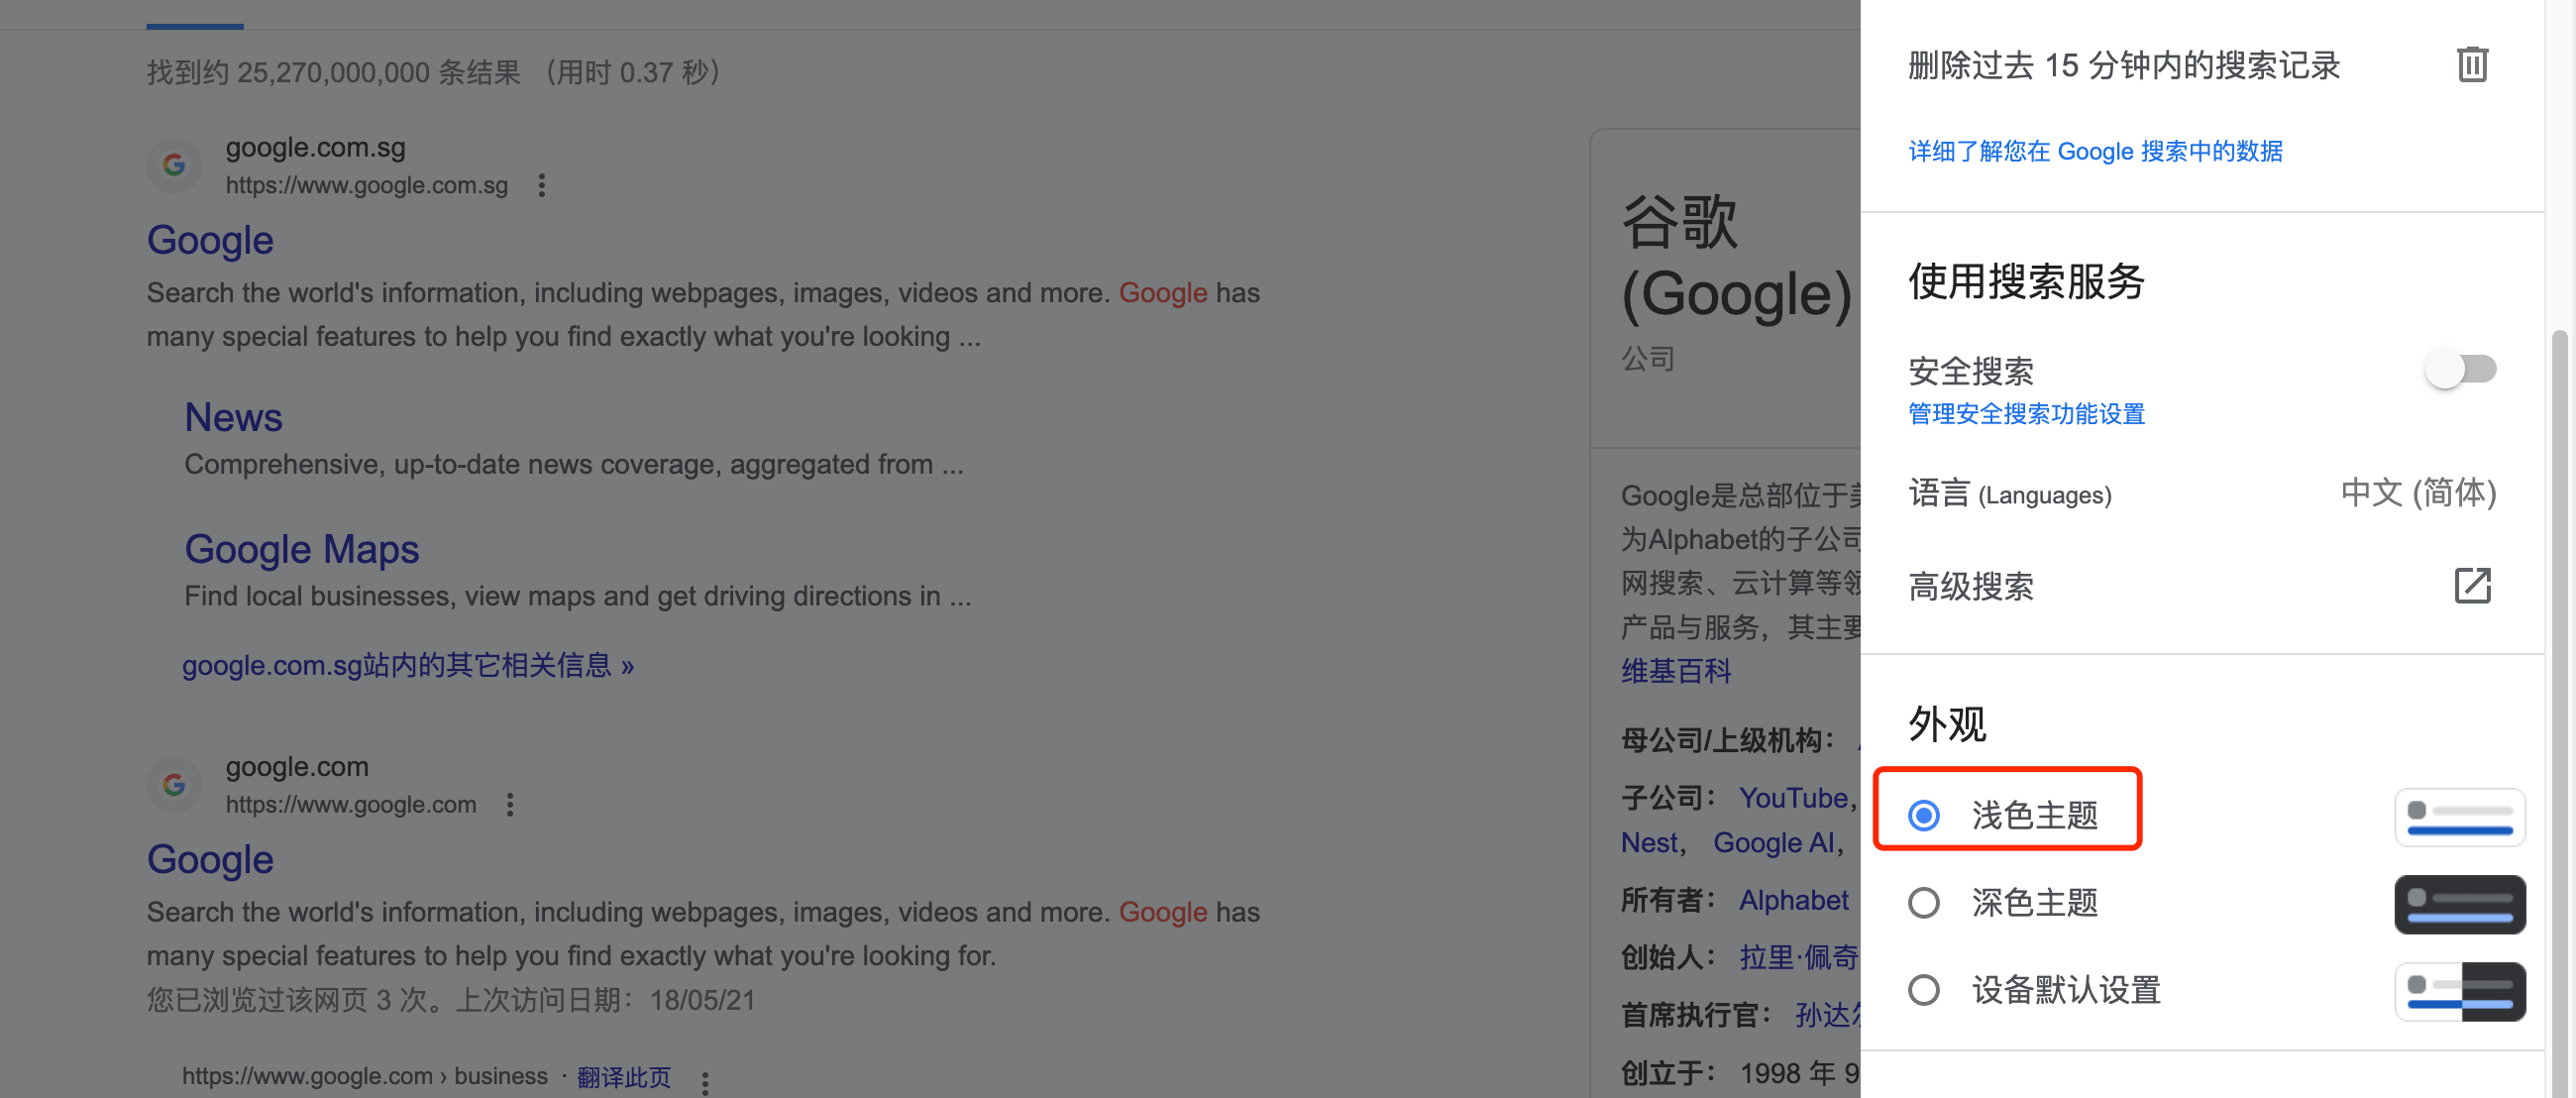 找到约 25,270,000,000 条结果 （用时 0.37 秒）
google.com.sg
https://www.google.com.sg
Google
Search the world's information, including webpages, images, videos and more. Google has
many special features to help you find exactly what you're looking ...
News
Comprehensive, up-to-date news coverage, aggregated from ...
Google Maps
Find local businesses, view maps and get driving directions in ...
google.com.sg站内的其它相关信息 »
google.com
https://www.google.com
Google
Search the world's information, including webpages, images, videos and more. Google has
many special features to help you find exactly what you're looking for.
您已浏览过该网页 3 次。上次访问日期：18/05/21
https://www.google.com › business · 翻译此页
谷歌
(Google)
公司
Google是总部位于
为Alphabet的子公司
网搜索、云计算等领
产品与服务，其主要
维基百科
母公司/上级机构：
子公司： YouTube,
Nest， Google AI，
所有者： Alphabet
创始人： 拉里·佩奇
首席执行官： 孙达尔
创立于： 1998 年 9
删除过去 15 分钟内的搜索记录
详细了解您在 Google 搜索中的数据
使用搜索服务
安全搜索
管理安全搜索功能设置
语言 (Languages) 中文 (简体)
高级搜索
外观
浅色主题
深色主题
设备默认设置